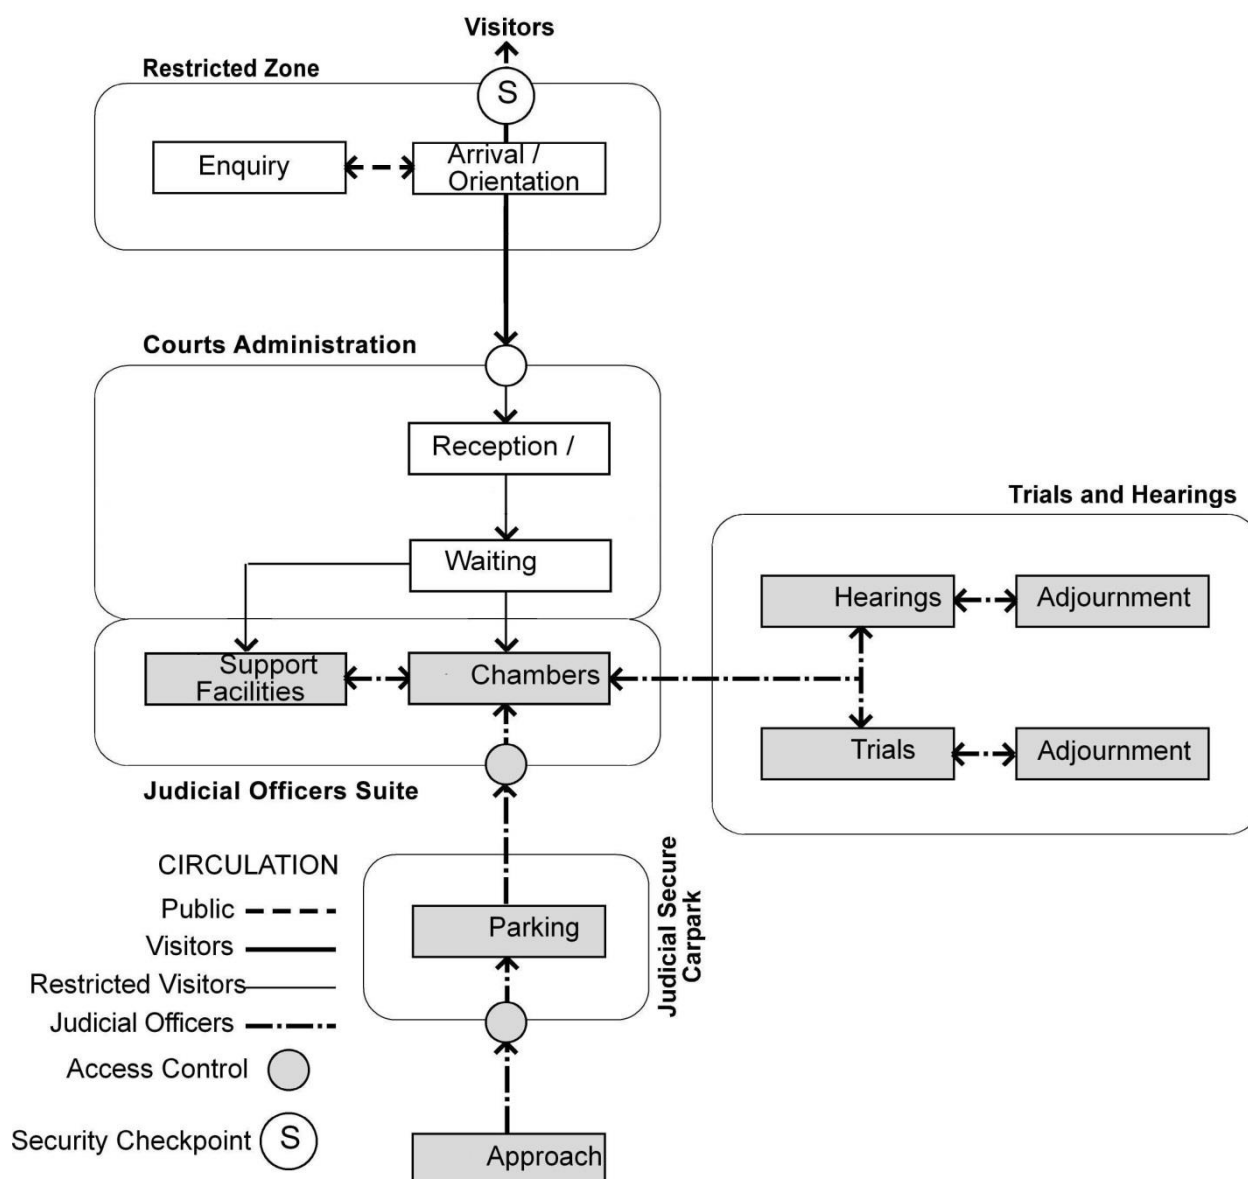 Visitors
Restricted Zone
S
Enquiry
Arrival /
Orientation
Courts Administration
Reception /
Waiting
Trials and Hearings
Hearings
Adjournment
Support
Facilities
Chambers
Trials
Adjournment
Judicial Officers Suite
CIRCULATION
Public
Visitors
Restricted Visitors
Judicial Officers
Access Control
Security Checkpoint
S
Parking
Judicial Secure
Carpark
Approach